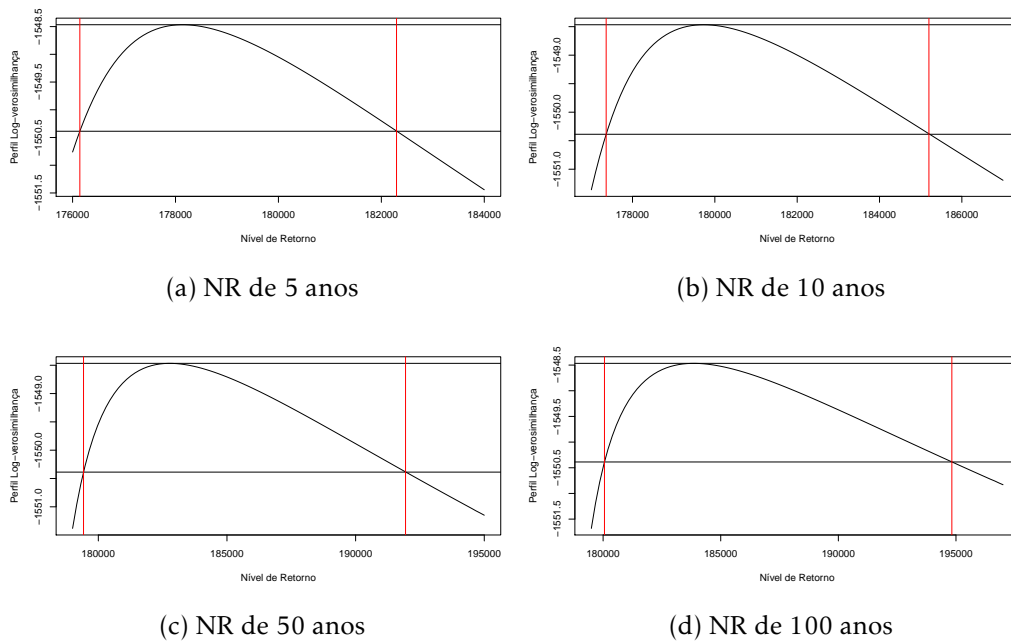 Perfil Log−verosimilhança
−1551.5
−1550.5
−1549.5
−1548.5
176000 178000 180000 182000 184000
Nível de Retorno
(a) NR de 5 anos
Perfil Log−verosimilhança
−1551.0
−1550.0
−1549.0
178000 180000 182000 184000 186000
Nível de Retorno
(b) NR de 10 anos
Perfil Log−verosimilhança
−1551.0
−1550.0
−1549.0
180000 185000 190000 195000
Nível de Retorno
(c) NR de 50 anos
Perfil Log−verosimilhança
−1551.5
−1550.5
−1549.5
−1548.5
180000 185000 190000 195000
Nível de Retorno
(d) NR de 100 anos